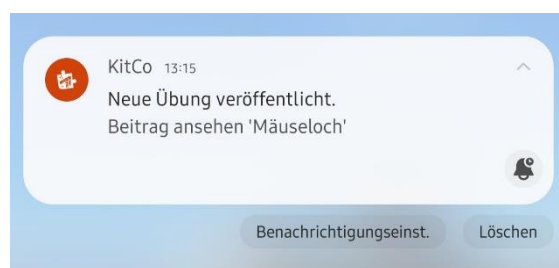 KitCo 13:15
Neue Übung veröffentlicht.
Beitrag ansehen 'Mäuseloch'
Benachrichtigungseinst. Löschen